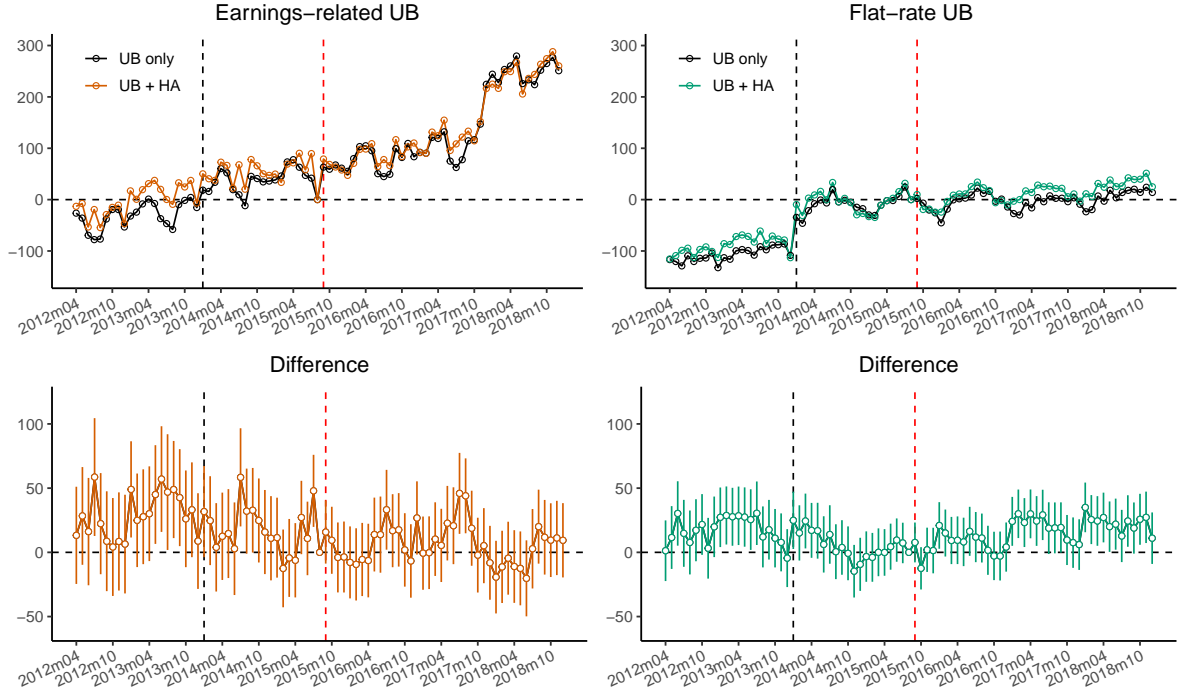 Earnings−related UB
300
200
100
0
−100
UB only
UB + HA
2012m04
2012m10
2013m04
2013m10
2014m04
2014m10
2015m04
2015m10
2016m04
2016m10
2017m04
2017m10
2018m04
2018m10
Flat−rate UB
300
200
100
0
−100
UB only
UB + HA
2012m04
2012m10
2013m04
2013m10
2014m04
2014m10
2015m04
2015m10
2016m04
2016m10
2017m04
2017m10
2018m04
2018m10
Difference
100
50
0
−50
2012m04
2012m10
2013m04
2013m10
2014m04
2014m10
2015m04
2015m10
2016m04
2016m10
2017m04
2017m10
2018m04
2018m10
Difference
100
50
0
−50
2012m04
2012m10
2013m04
2013m10
2014m04
2014m10
2015m04
2015m10
2016m04
2016m10
2017m04
2017m10
2018m04
2018m10